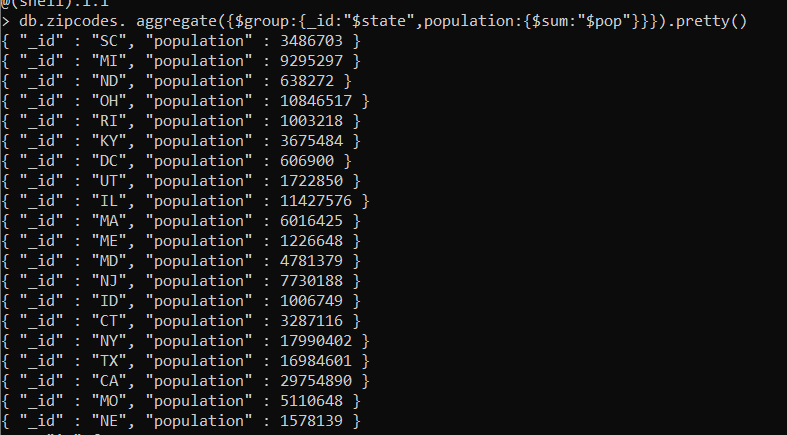 @(shell):1:1
> db.zipcodes. aggregate({$group:{_id:"$state",population:{$sum:"$pop"}}}).pretty()
{ "_id" : "SC", "population" : 3486703 }
{ "_id" : "MI", "population" : 9295297 }
{ "_id" : "ND", "population" : 638272 }
{ "_id" : "OH", "population" : 10846517 }
{ "_id" : "RI", "population" : 1003218 }
{ "_id" : "KY", "population" : 3675484 }
{ "_id" : "DC", "population" : 606900 }
{ "_id" : "UT", "population" : 1722850 }
{ "_id" : "IL", "population" : 11427576 }
{ "_id" : "MA", "population" : 6016425 }
{ "_id" : "ME", "population" : 1226648 }
{ "_id" : "MD", "population" : 4781379 }
{ "_id" : "NJ", "population" : 7730188 }
{ "_id" : "ID", "population" : 1006749 }
{ "_id" : "CT", "population" : 3287116 }
{ "_id" : "NY", "population" : 17990402 }
{ "_id" : "TX", "population" : 16984601 }
{ "_id" : "CA", "population" : 29754890 }
{ "_id" : "MO", "population" : 5110648 }
{ "_id" : "NE", "population" : 1578139 }